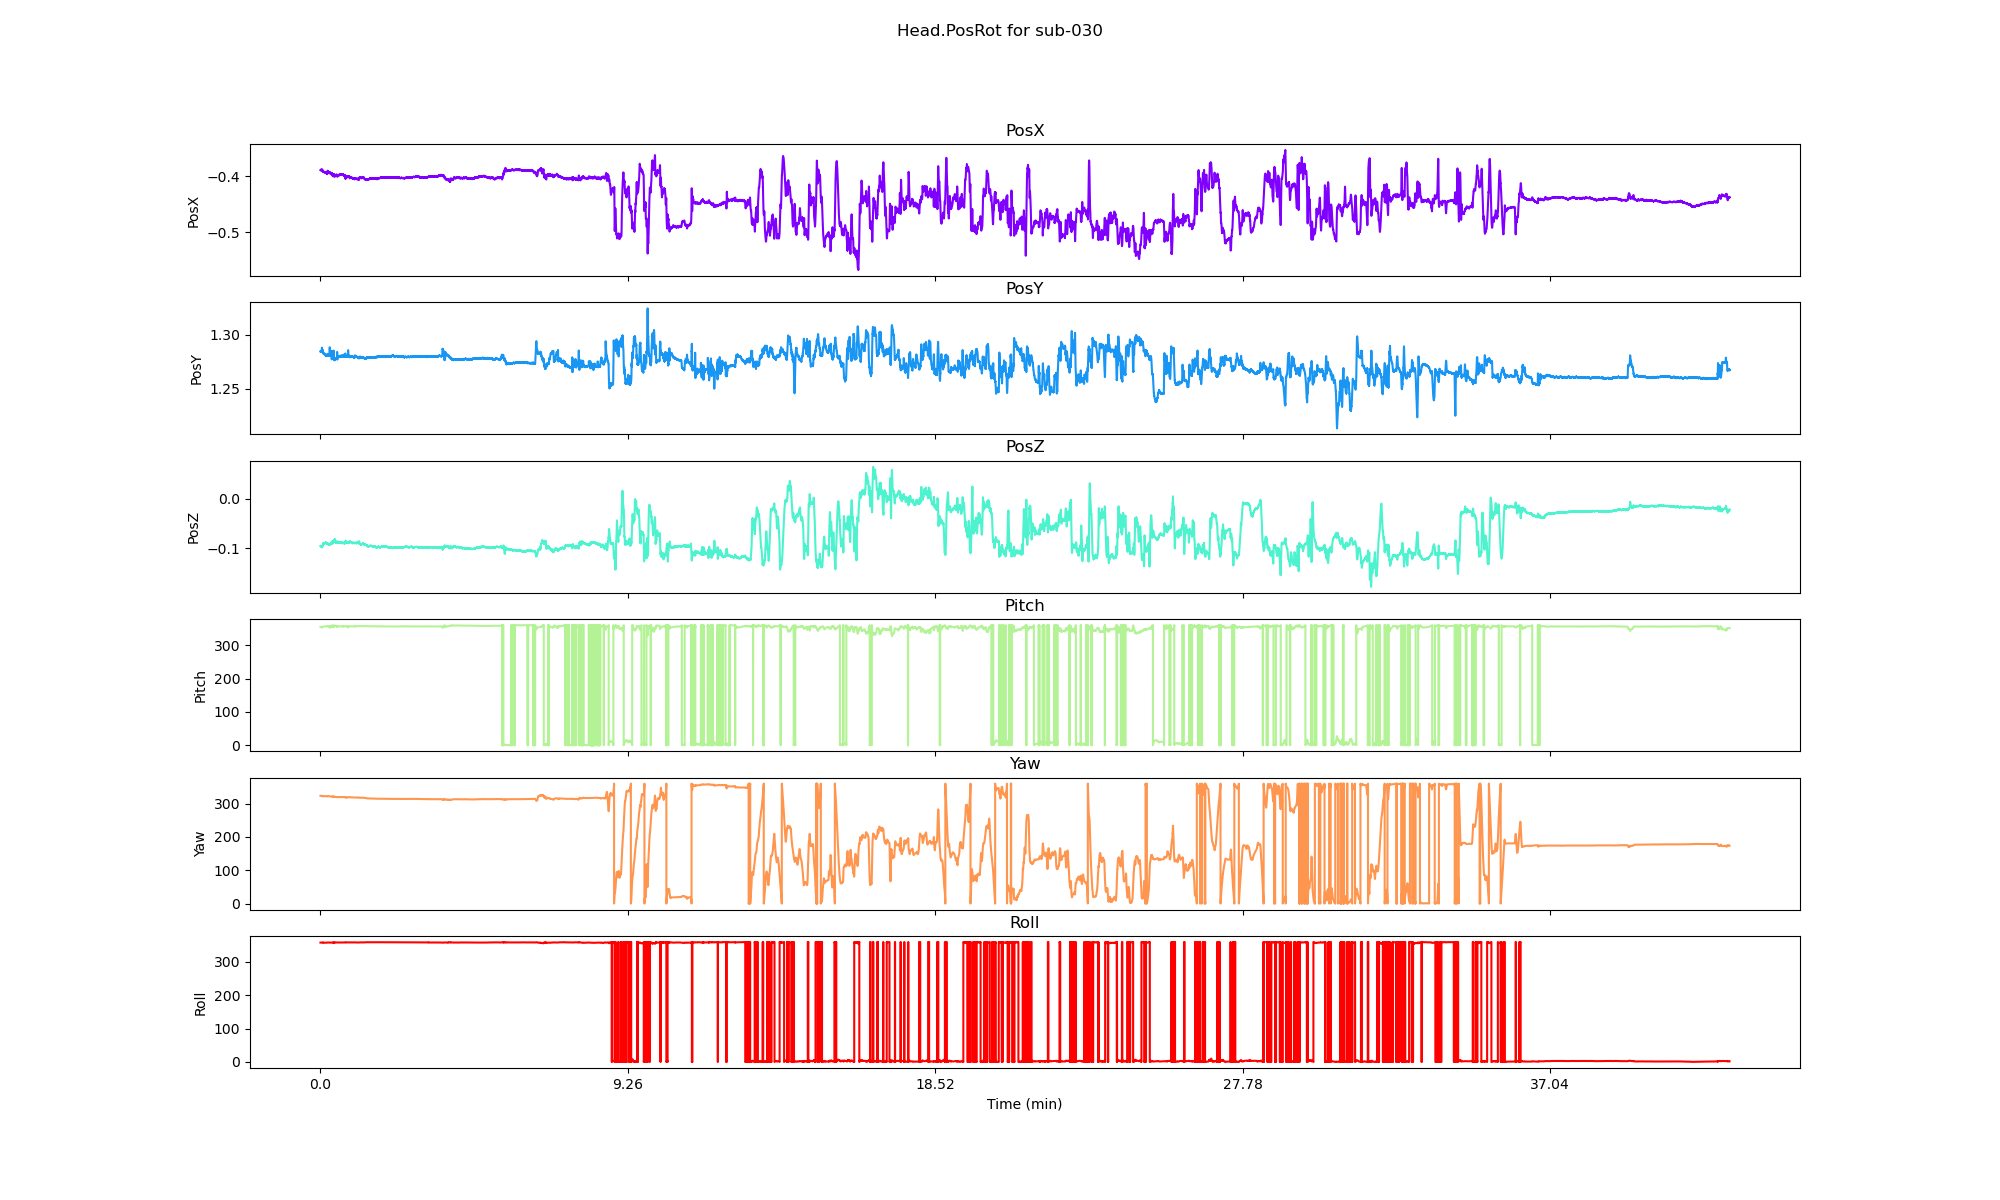 Head.PosRot for sub-030
PosX
PosX
−0.4
−0.5
PosY
PosY
1.30
1.25
PosZ
PosZ
0.0
−0.1
Pitch
Pitch
300
200
100
0
Yaw
Yaw
300
200
100
0
Roll
Roll
300
200
100
0
0.0 9.26 18.52 27.78 37.04
Time (min)